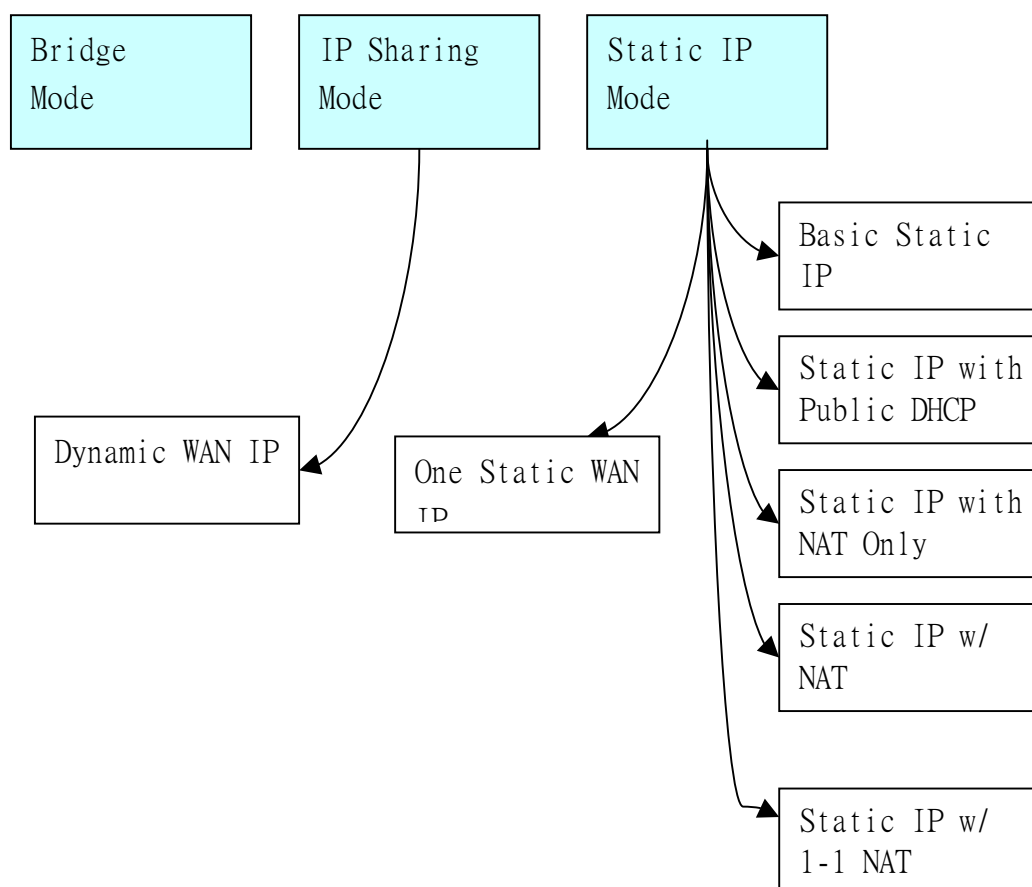 Bridge
Mode
IP Sharing
Mode
Static IP
Mode
Basic Static
IP
Static IP with
Public DHCP
Dynamic WAN IP
One Static WAN
IP
Static IP with
NAT Only
Static IP w/
NAT
Static IP w/
1-1 NAT